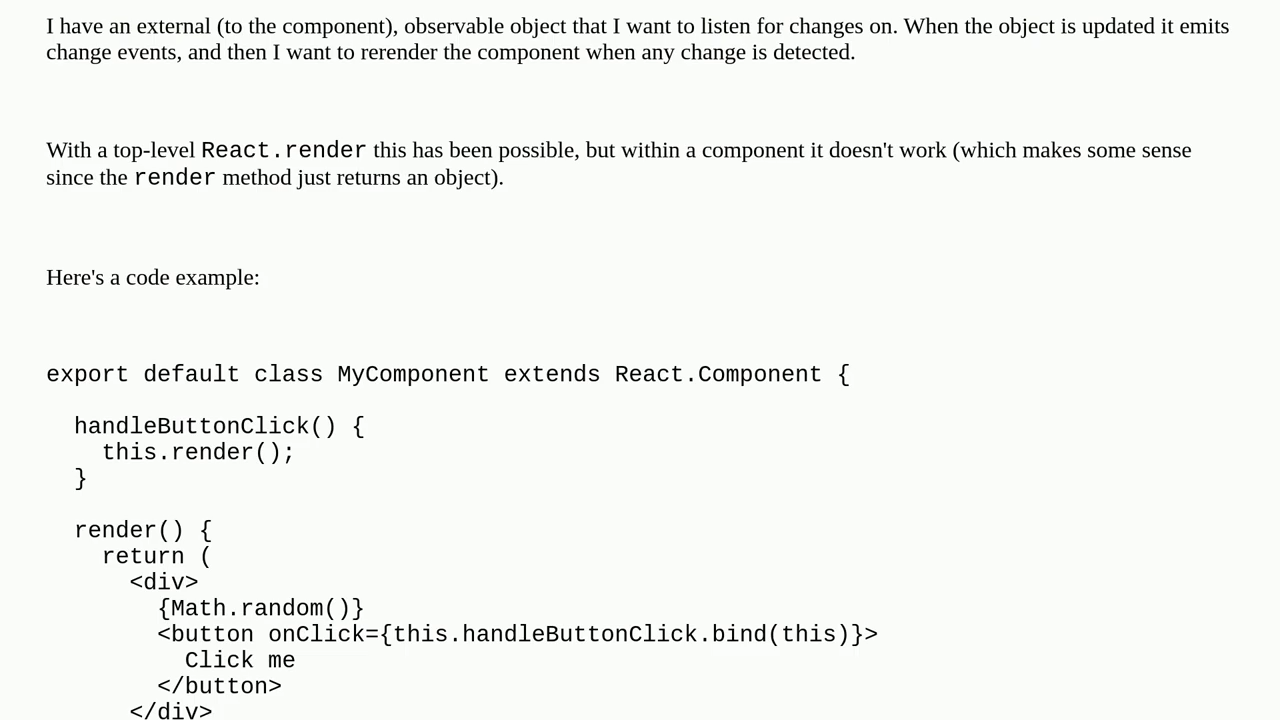 I have an external (to the component), observable object that I want to listen for changes on. When the object is updated it emits
change events, and then I want to rerender the component when any change is detected.
With a top-level React.render this has been possible, but within a component it doesn't work (which makes some sense
since the render method just returns an object).
Here's a code example:
export default class MyComponent extends React.Component {
  handleButtonClick() {
    this.render();
  }
  render() {
    return (
      <div>
        {Math.random()}
        <button onClick={this.handleButtonClick.bind(this)}>
          Click me
        </button>
      </div>